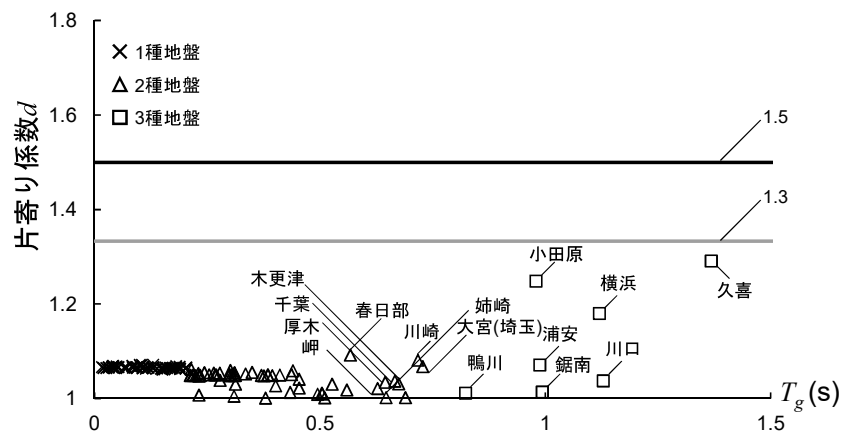 1.8
1種地盤
2種地盤
3種地盤
1.6
1.5
片寄り係数d
1.4
1.3
小田原
木更津
横浜
久喜
千葉
春日部
姉崎
1.2
厚木
川崎
大宮(埼玉)
浦安
岬
鴨川
鋸南
川
1
0
0.5
1
1.5
Tg(s)